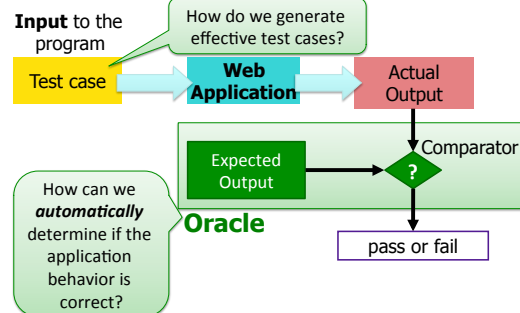 Input to the
program
How do we generate
effective test cases?
Test case
Web
Application
Actual
Output
Comparator
Expected
Output
?
How can we
automatically
determine if the
application
behavior is
correct?
Oracle
pass or fail